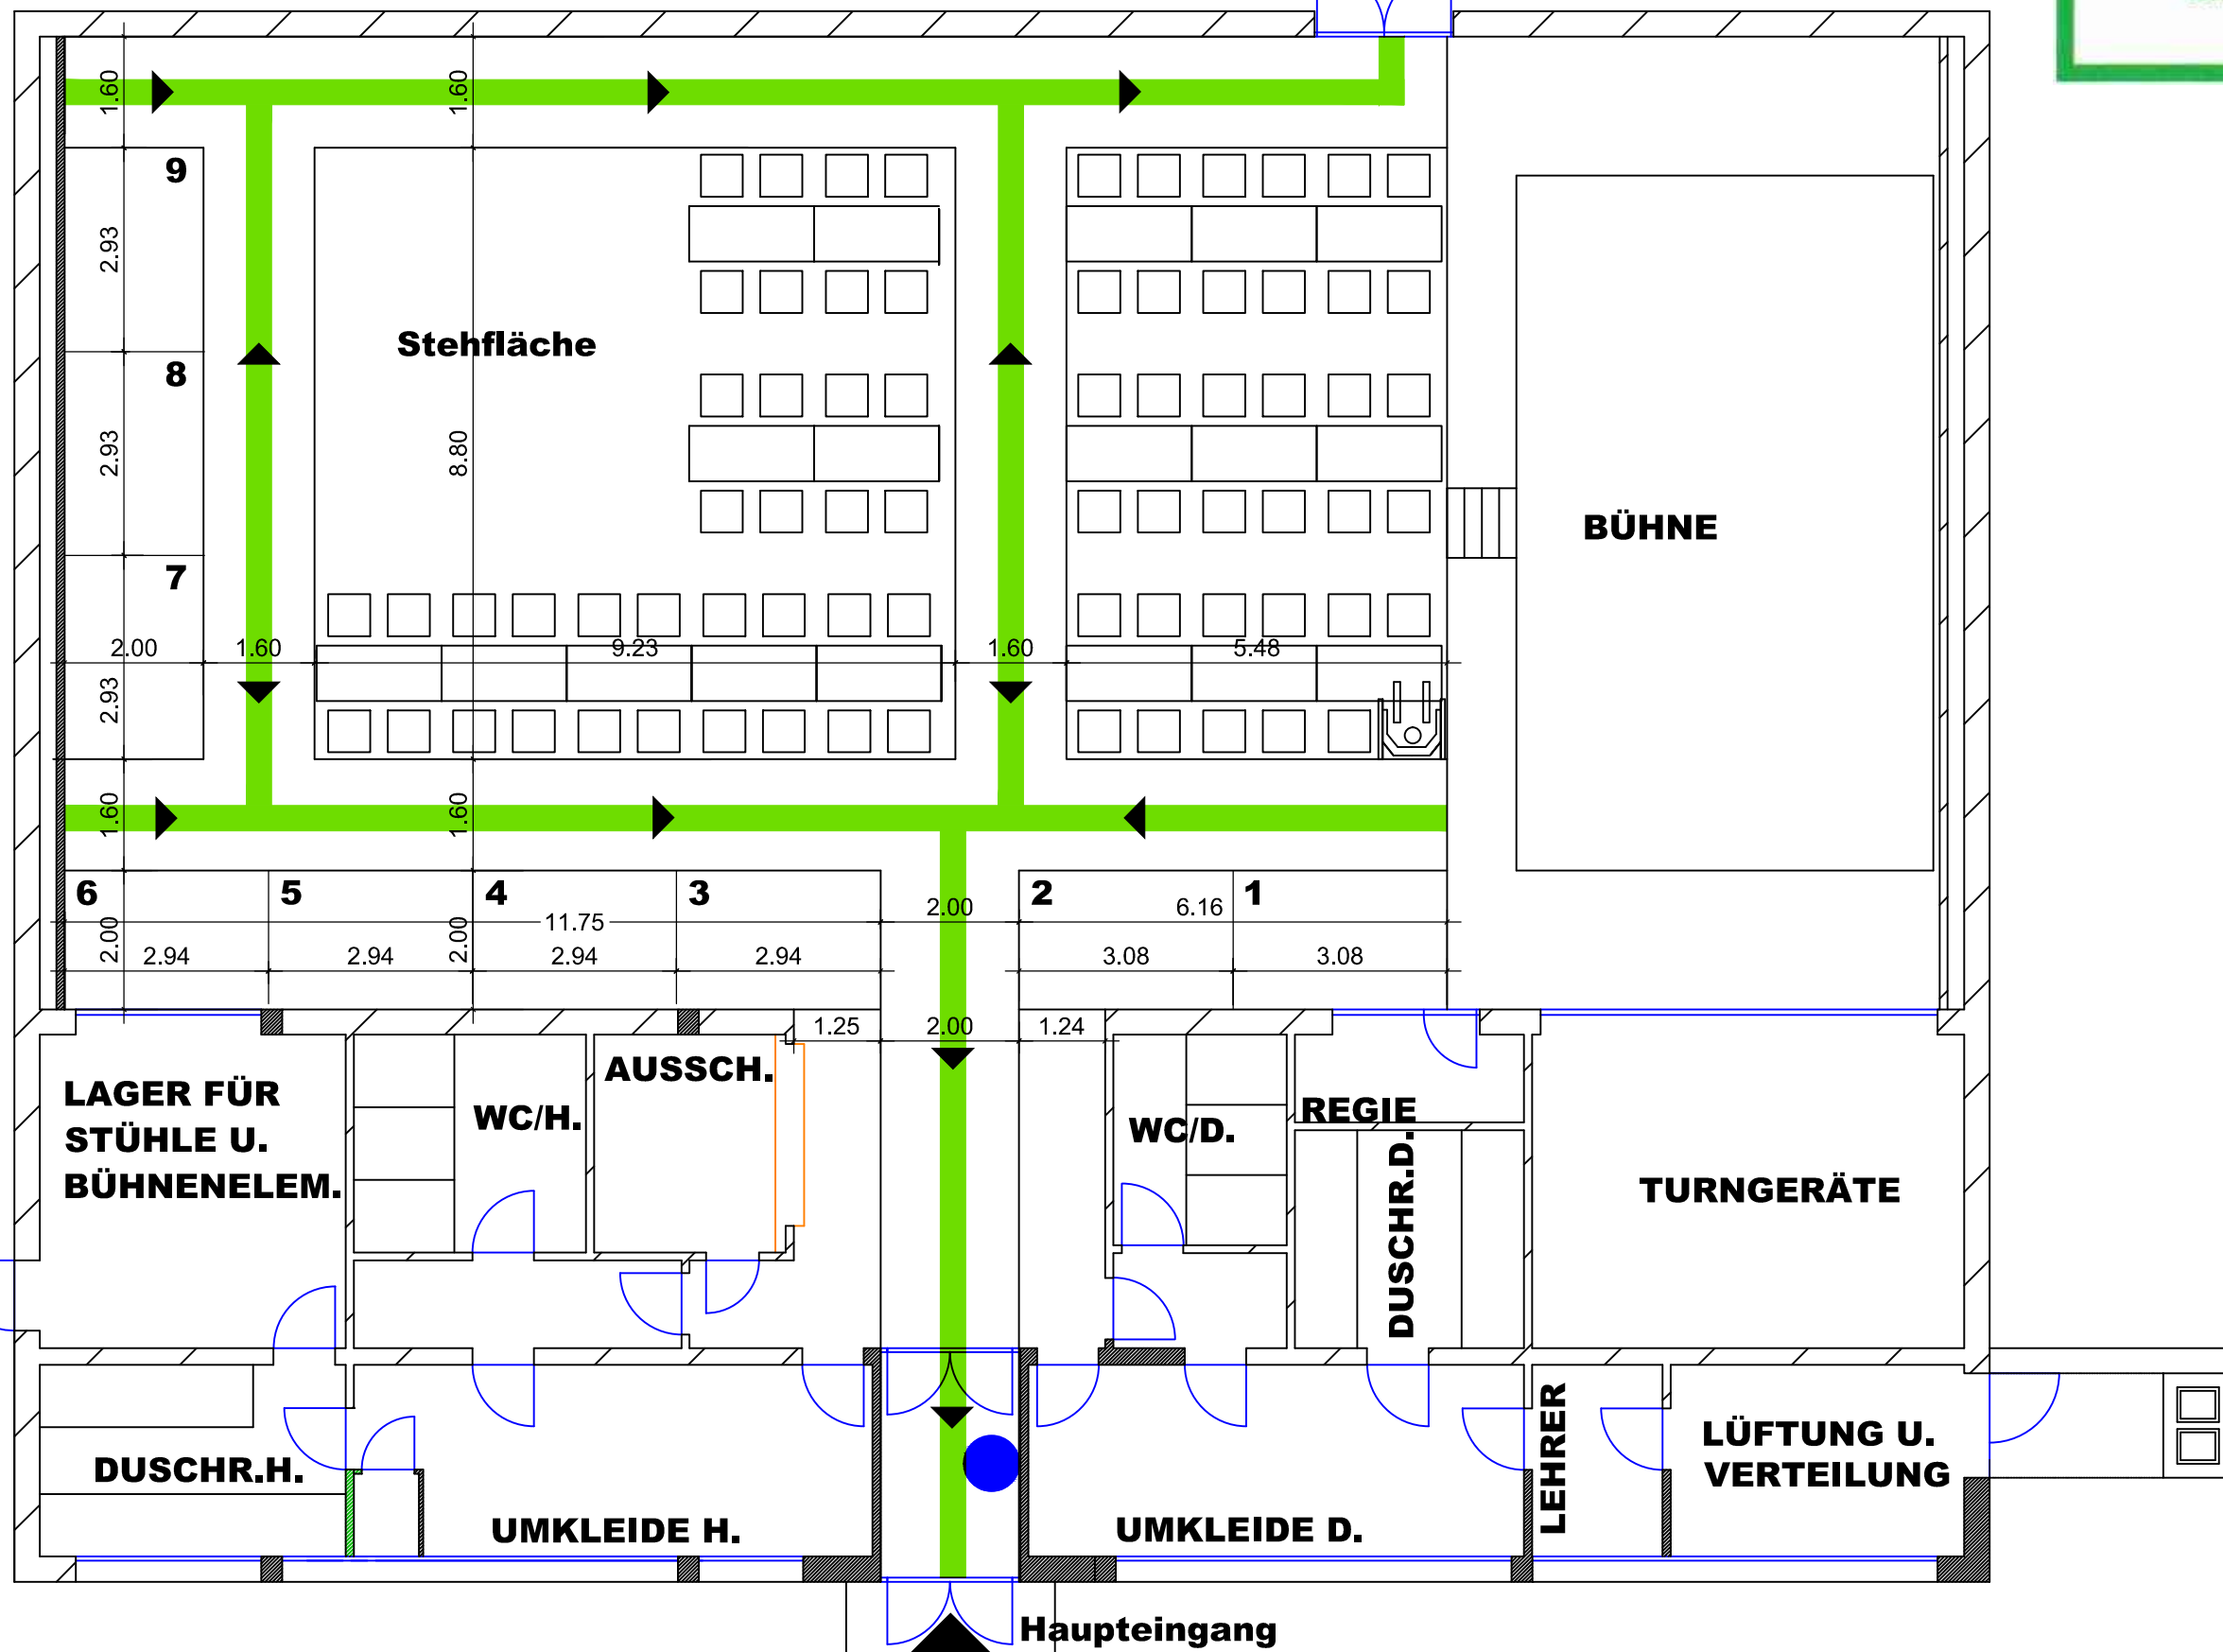 1.60
1.60
9
2.93
Stehfläche
8
2.93
8.80
BÜHNE
7
2.00
1.60
9.23
1.60
5.48
2.93
1.60
1.60
6
5
4
3
2
1
2.00
11.75
6.16
2.00
2.00
2.94
2.94
2.94
2.94
3.08
3.08
1.25
2.00
1.24
AUSSCH.
LAGER FÜR
STÜHLE U.
BÜHNENELEM.
WC/H.
WC/D.
REGIE
DUSCHR.D.
TURNGERÄTE
DUSCHR.H.
UMKLEIDE H.
UMKLEIDE D.
LEHRER
LÜFTUNG U.
VERTEILUNG
Haupteingang